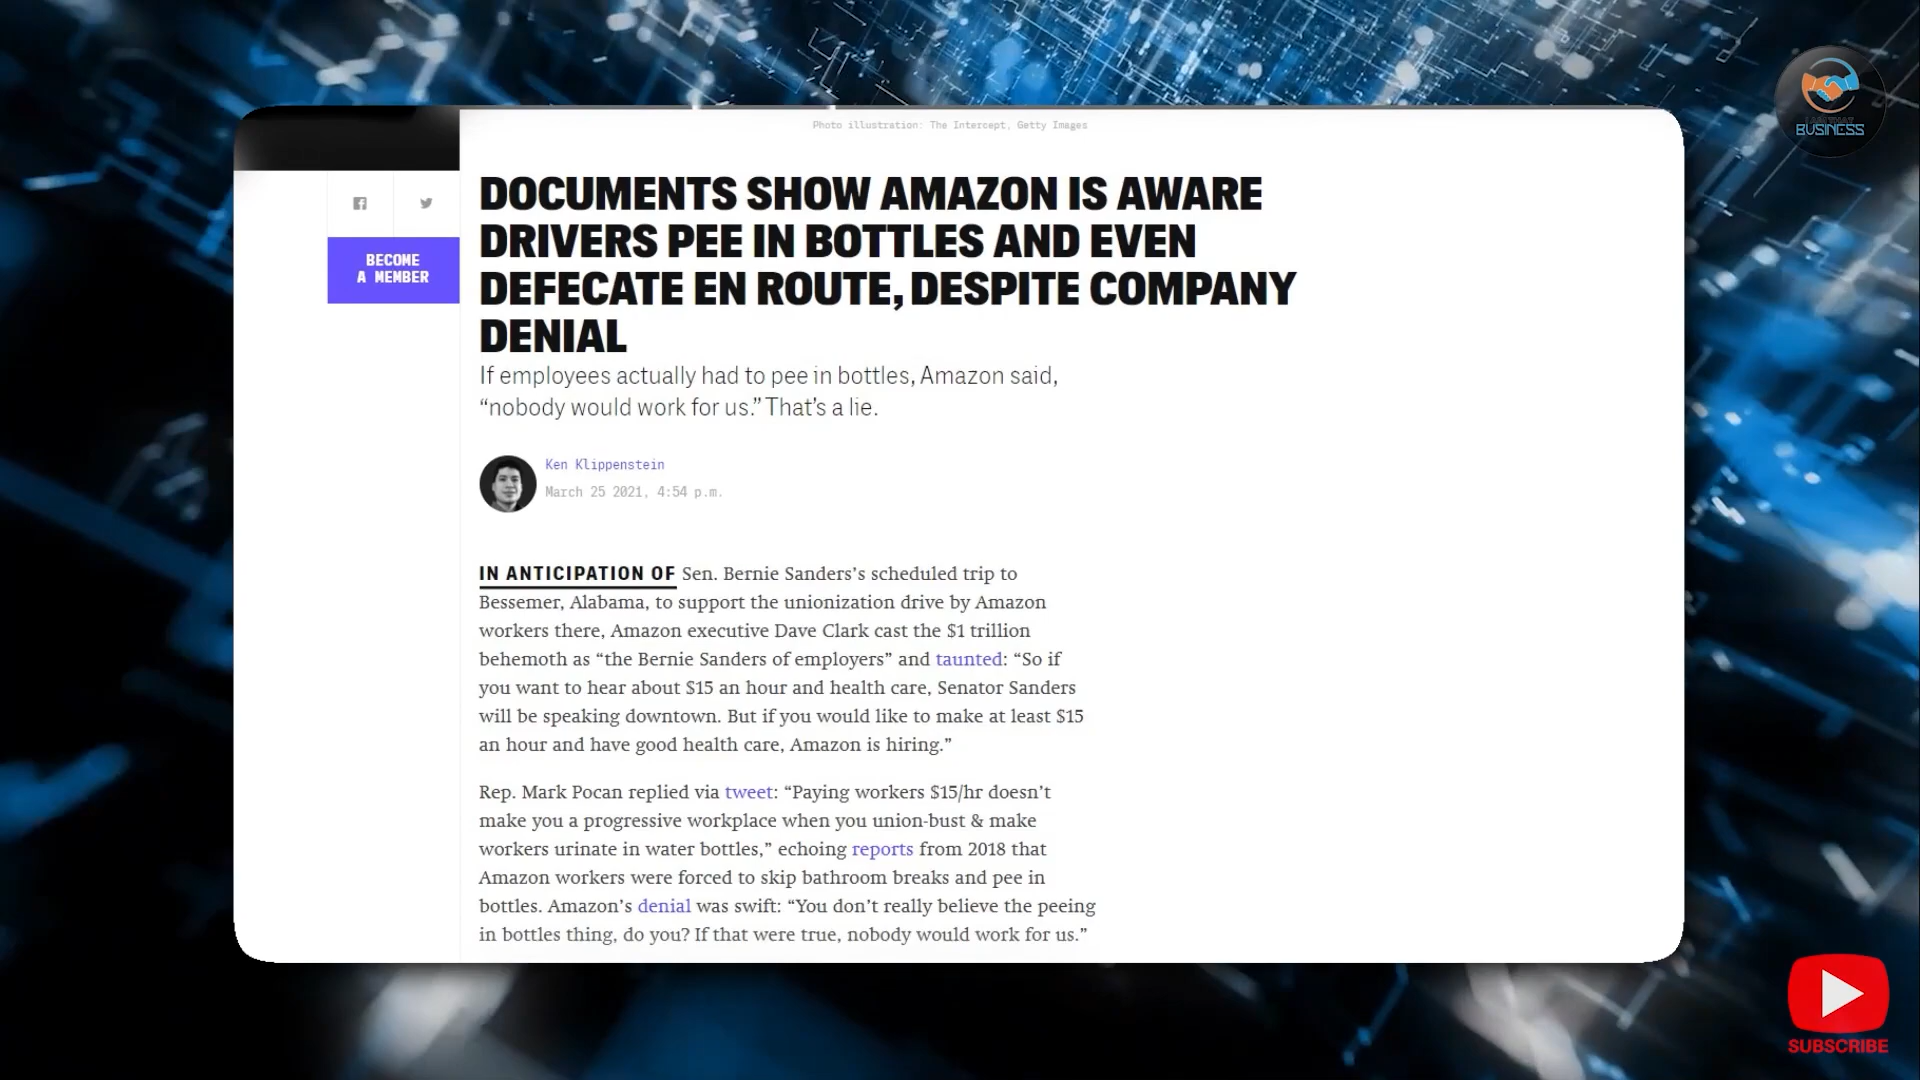 Photo illustration: The Intercept, Getty Images
DOCUMENTS SHOW AMAZON IS AWARE
DRIVERS PEE IN BOTTLES AND EVEN
DEFECATE EN ROUTE, DESPITE COMPANY
DENIAL
If employees actually had to pee in bottles, Amazon said,
“nobody would work for us.” That’s a lie.
BECOME
A MEMBER
Ken Klippenstein
March 25 2021, 4:54 p.m.
IN ANTICIPATION OF Sen. Bernie Sanders’s scheduled trip to
Bessemer, Alabama, to support the unionization drive by Amazon
workers there, Amazon executive Dave Clark cast the $1 trillion
behemoth as “the Bernie Sanders of employers” and taunted: “So if
you want to hear about $15 an hour and health care, Senator Sanders
will be speaking downtown. But if you would like to make at least $15
an hour and have good health care, Amazon is hiring.”
Rep. Mark Pocan replied via tweet: “Paying workers $15/hr doesn’t
make you a progressive workplace when you union-bust & make
workers urinate in water bottles,” echoing reports from 2018 that
Amazon workers were forced to skip bathroom breaks and pee in
bottles. Amazon’s denial was swift: “You don’t really believe the peeing
in bottles thing, do you? If that were true, nobody would work for us.”
BUSINESS
SUBSCRIBE